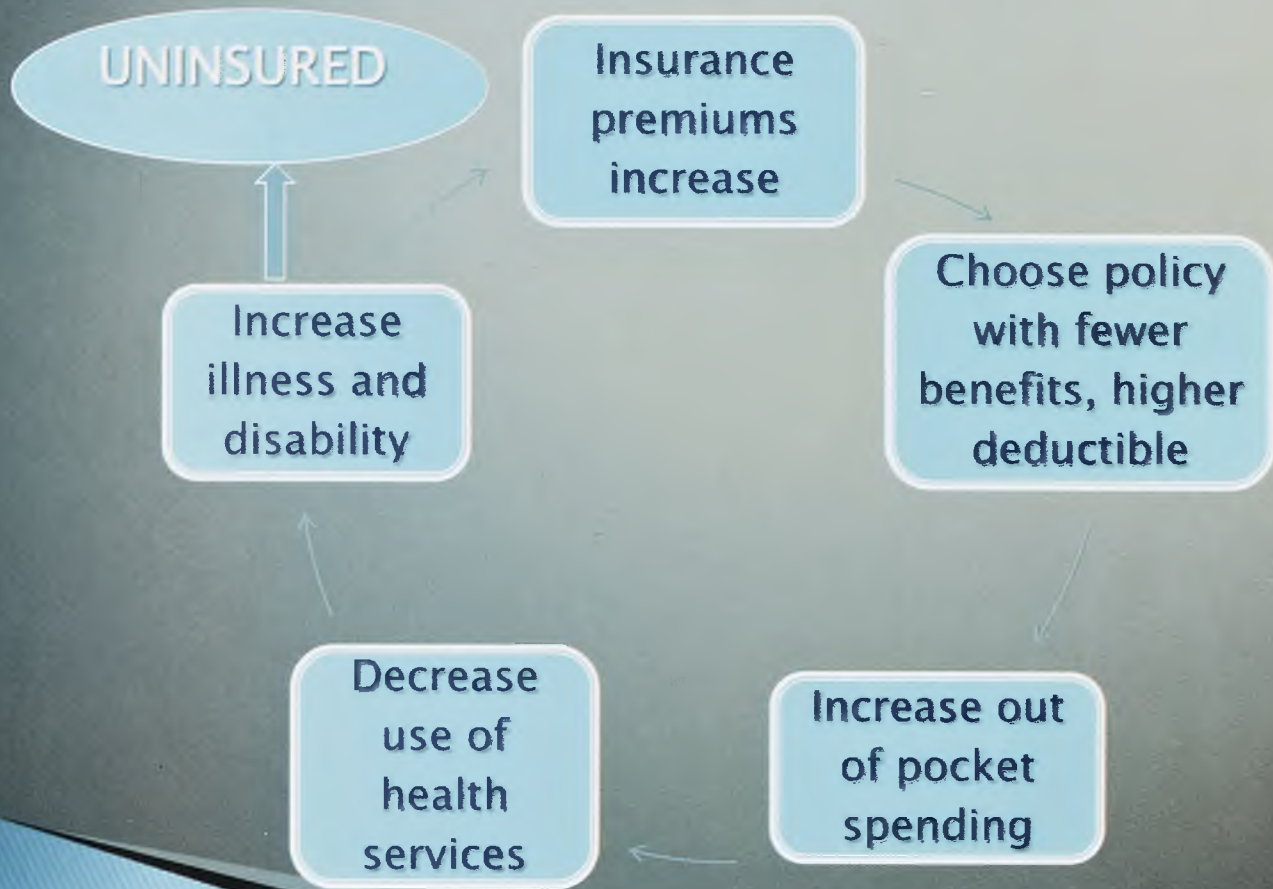 UNINSURED
Insurance
premiums
increase
Choose policy
with fewer
benefits, higher
deductible
Increase out
of pocket
spending
Decrease
use of
health
services
Increase
illness and
disability